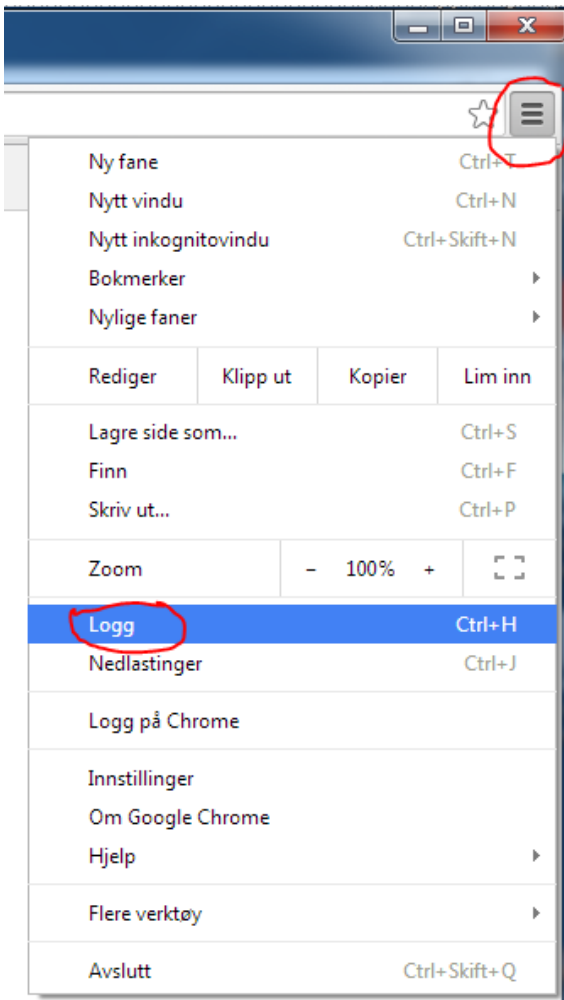 Ny fane Ctrl+T
Nytt vindu Ctrl+N
Nytt inkognitovindu Ctrl+Skift+N
Bokmerker
Nylige faner
Rediger Klipp ut Kopier Lim inn
Lagre side som... Ctrl+S
Finn Ctrl+F
Skriv ut... Ctrl+P
Zoom - 100% +
Logg Ctrl+H
Nedlastinger Ctrl+J
Logg på Chrome
Innstillinger
Om Google Chrome
Hjelp
Flere verktøy
Avslutt Ctrl+Skift+Q